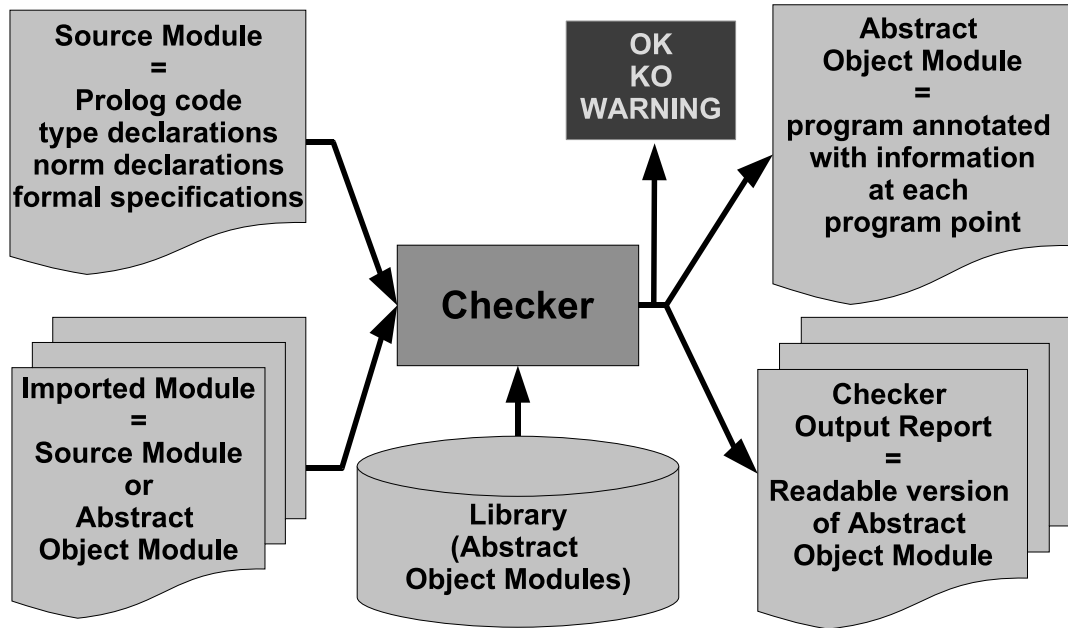 Source Module
=
Prolog code
type declarations
norm declarations
formal specifications
OK
KO
WARNING
Abstract
Object Module
=
program annotated
with information
at each
program point
Checker
Imported Module
=
Source Module
or
Abstract
Object Module
Library
(Abstract
Object Modules)
Checker
Output Report
=
Readable version
of Abstract
Object Module